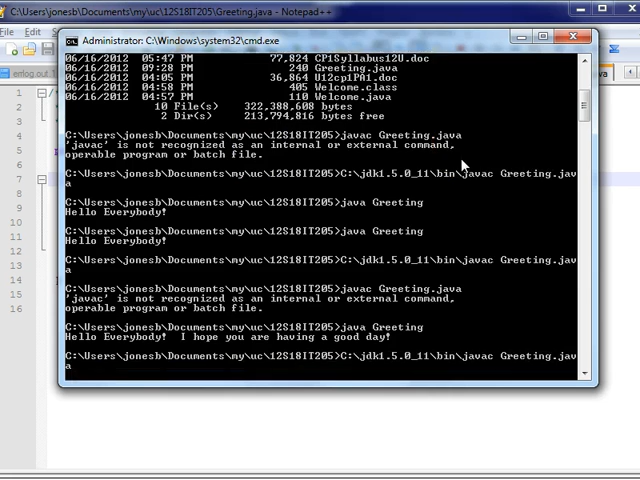 C:\Users\jonesb\Documents\my\uc\12S18IT205\Greeting.java - Notepad++
File
Edit
errlog out.
Administrator: C:\Windows\system32\cmd.exe
06/16/2012 05:47 PM 77,824 CP1Syllabus12U.doc
06/16/2012 09:28 PM 240 Greeting.java
06/16/2012 04:05 PM 36,864 U12cp1PA1.doc
06/16/2012 04:58 PM 405 Welcome.class
06/16/2012 04:57 PM 110 Welcome.java
10 File(s) 322,388,608 bytes
2 Dir(s) 213,794,816 bytes free
C:\Users\jonesb\Documents\my\uc\12S18IT205>javac Greeting.java
'javac' is not recognized as an internal or external command,
operable program or batch file.
C:\Users\jonesb\Documents\my\uc\12S18IT205>C:\jdk1.5.0_11\bin\javac Greeting.jav
a
C:\Users\jonesb\Documents\my\uc\12S18IT205>java Greeting
Hello Everybody!
C:\Users\jonesb\Documents\my\uc\12S18IT205>java Greeting
Hello Everybody!
C:\Users\jonesb\Documents\my\uc\12S18IT205>C:\jdk1.5.0_11\bin\javac Greeting.jav
a
C:\Users\jonesb\Documents\my\uc\12S18IT205>javac Greeting.java
'javac' is not recognized as an internal or external command,
operable program or batch file.
C:\Users\jonesb\Documents\my\uc\12S18IT205>java Greeting
Hello Everybody! I hope you are having a good day!
C:\Users\jonesb\Documents\my\uc\12S18IT205>C:\jdk1.5.0_11\bin\javac Greeting.jav
a
1
2
3
4
5
6
7
8
9
10
11
12
13
14
15
16